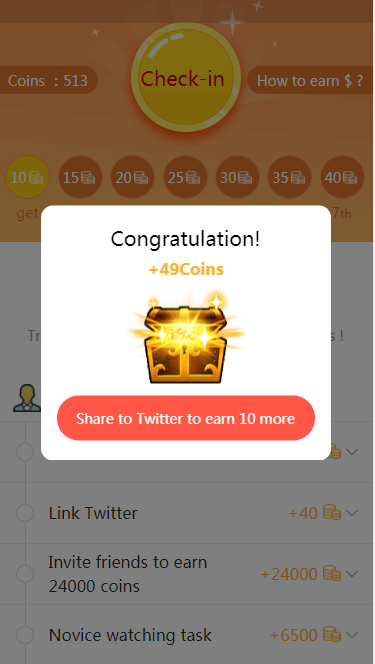 Check-in
Coins : 513
How to earn $ ?
10
15
20
25
30
35
40
get
7th
Congratulation!
+49Coins
Share to Twitter to earn 10 more
Link Twitter
+40
Invite friends to earn
24000 coins
+24000
Novice watching task
+6500